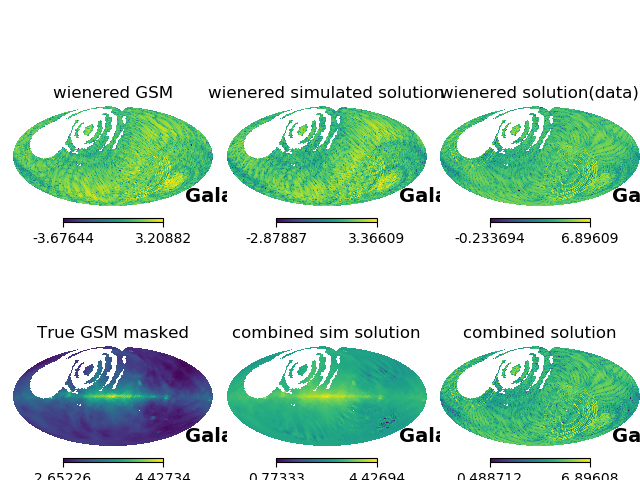 wienered GSM
wienered simulated solution
wienered solution(data)
Gala
Gala
Ga
-3.67644 3.20882
-2.87887 3.36609
-0.233694 6.89609
True GSM masked
combined sim solution
combined solution
Gala
Gala
Ga
2.65226 4.42734
0.77333 4.42694
0.488712 6.89608